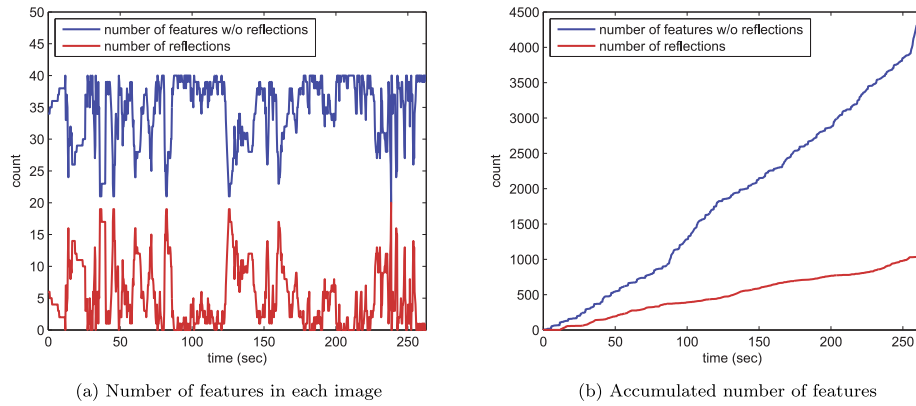 50
45
40
35
30
25
20
15
10
5
0
count
number of features w/o reflections
number of reflections
0 50 100 150 200 250
time (sec)
(a) Number of features in each image
4500
4000
3500
3000
2500
2000
1500
1000
500
0
count
number of features w/o reflections
number of reflections
0 50 100 150 200 250
time (sec)
(b) Accumulated number of features